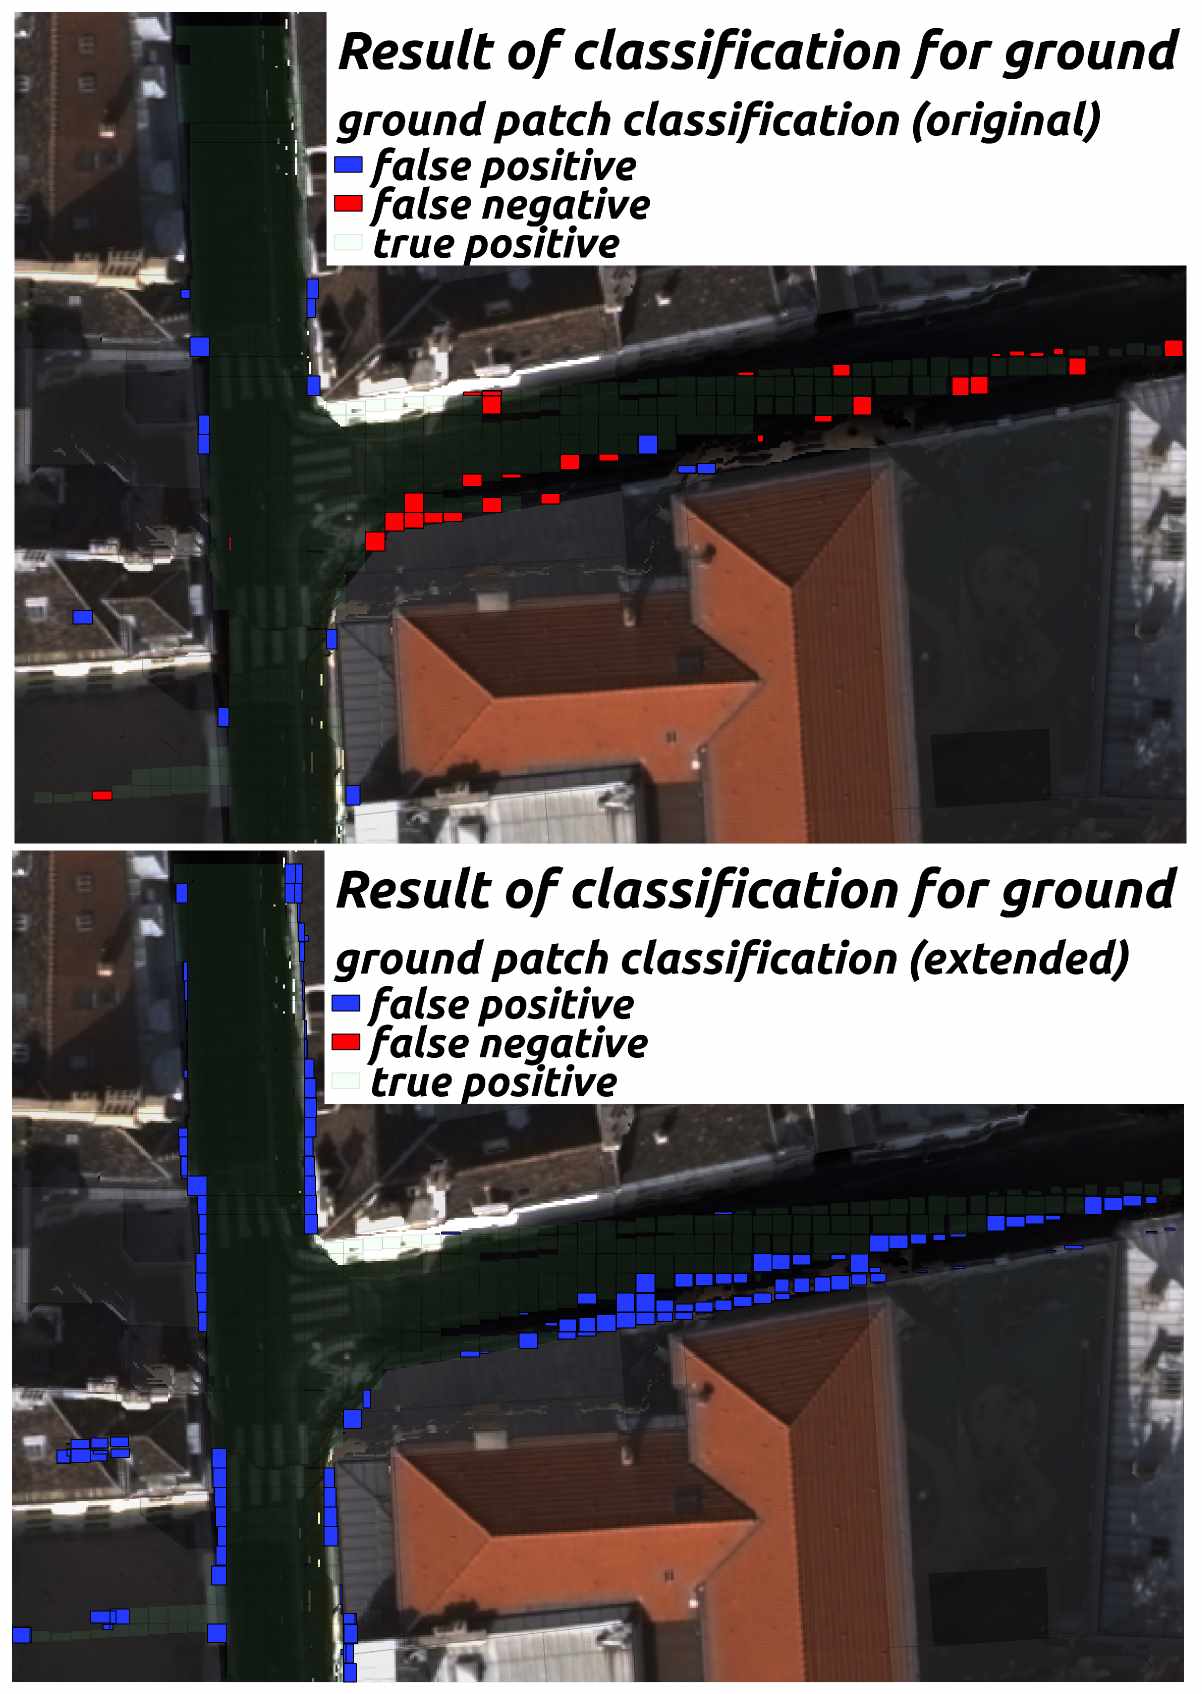 Result of classification for ground
ground patch classification (original)
false positive
false negative
true positive
Result of classification for ground
ground patch classification (extended)
false positive
false negative
true positive